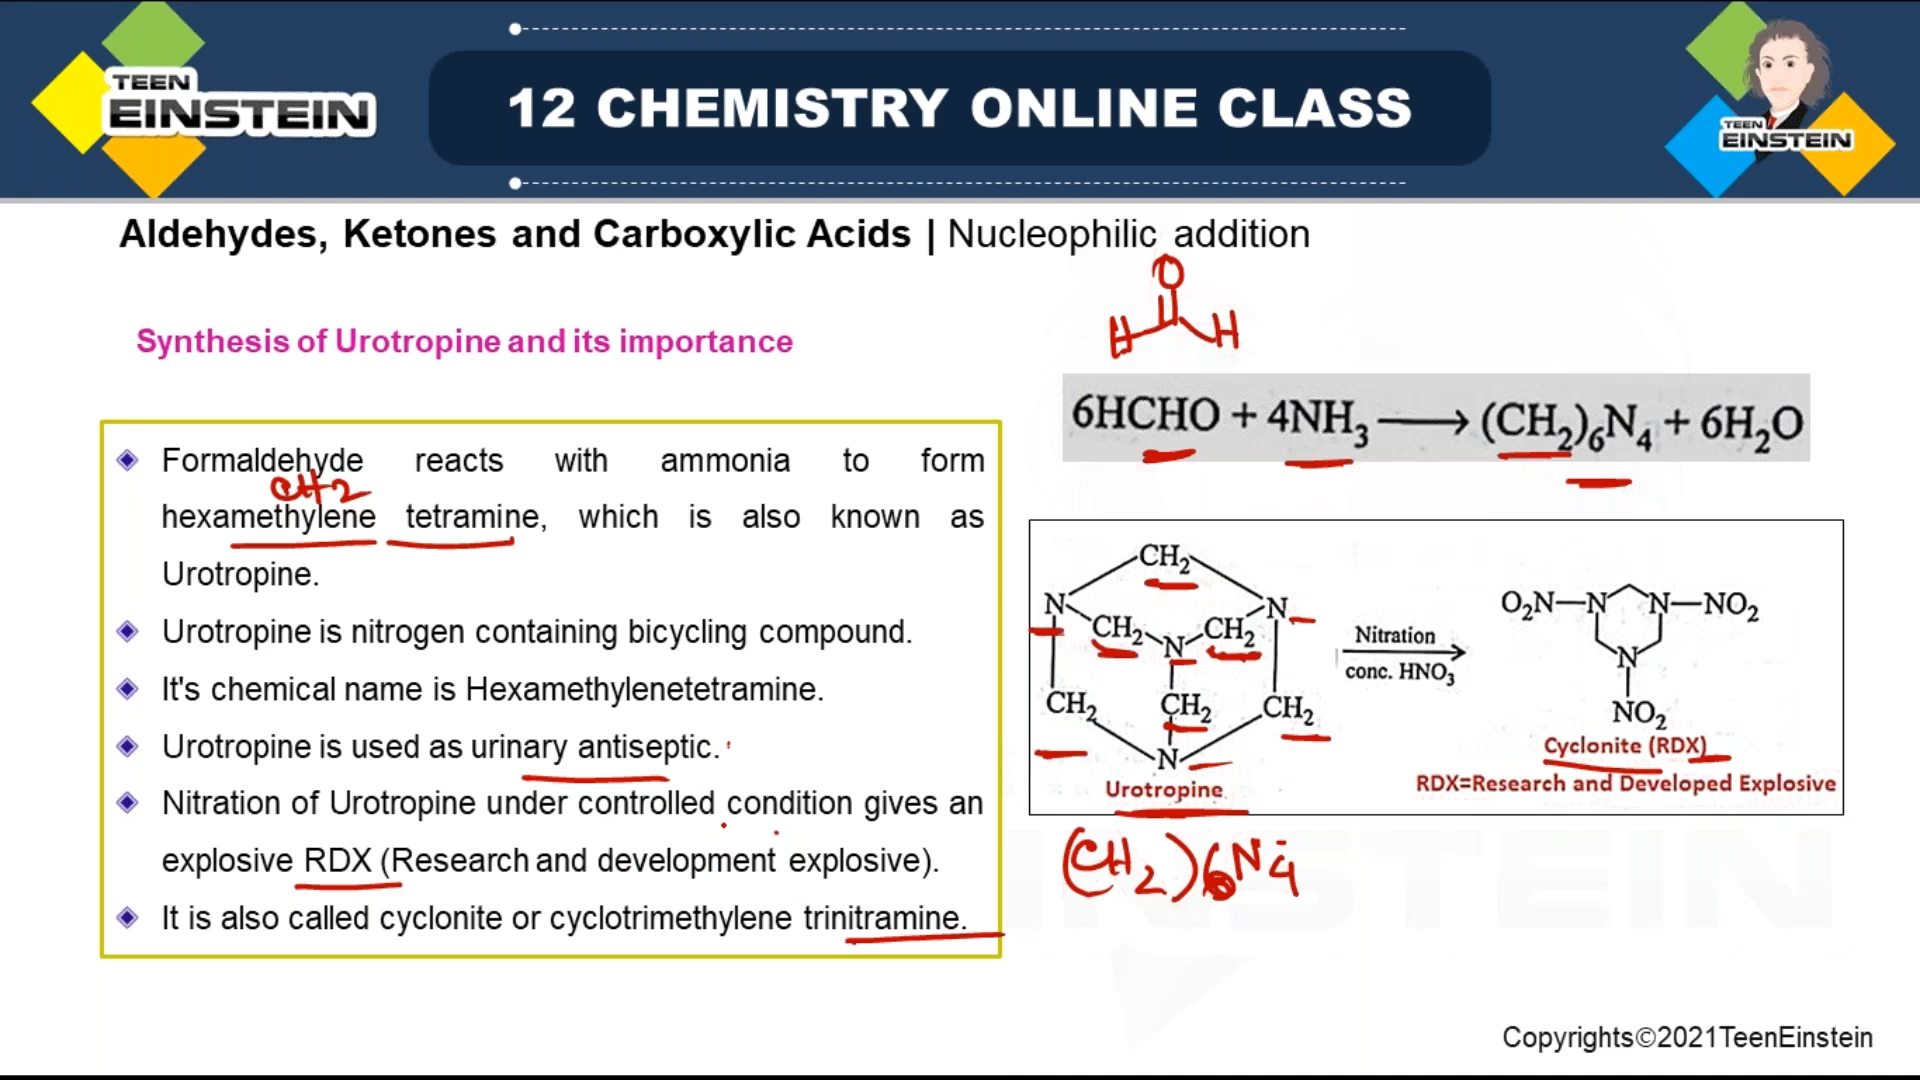 TEEN
EINSTEIN
12 CHEMISTRY ONLINE CLASS
TEEN
EINSTEIN
Aldehydes, Ketones and Carboxylic Acids | Nucleophilic addition
O
H H
Synthesis of Urotropine and its importance
6HCHO + 4NH₃ ⟶ (CH₂)₆N₄ + 6H₂O
Formaldehyde reacts with ammonia to form
CH2
hexamethylene tetramine, which is also known as
Urotropine.
Urotropine is nitrogen containing bicycling compound.
It's chemical name is Hexamethylenetetramine.
Urotropine is used as urinary antiseptic.
Nitration of Urotropine under controlled condition gives an
explosive RDX (Research and development explosive).
It is also called cyclonite or cyclotrimethylene trinitramine.
CH₂
N N
CH₂ N CH₂
CH₂ CH₂ CH₂
N
Urotropine
Nitration
conc. HNO₃
O₂N—N N—NO₂
N
NO₂
Cyclonite (RDX)
RDX=Research and Developed Explosive
(CH2)6N4
EINSTEIN
Copyrights©2021TeenEinstein